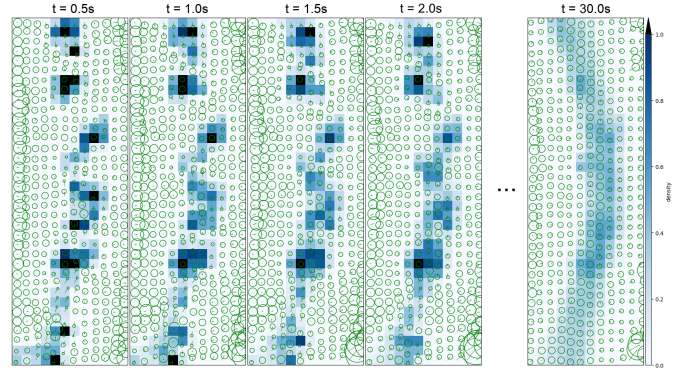 t = 0.5s
t = 1.0s
t = 1.5s
t = 2.0s
t = 30.0s
...
1.0
0.8
0.6
0.4
0.2
0.0
density